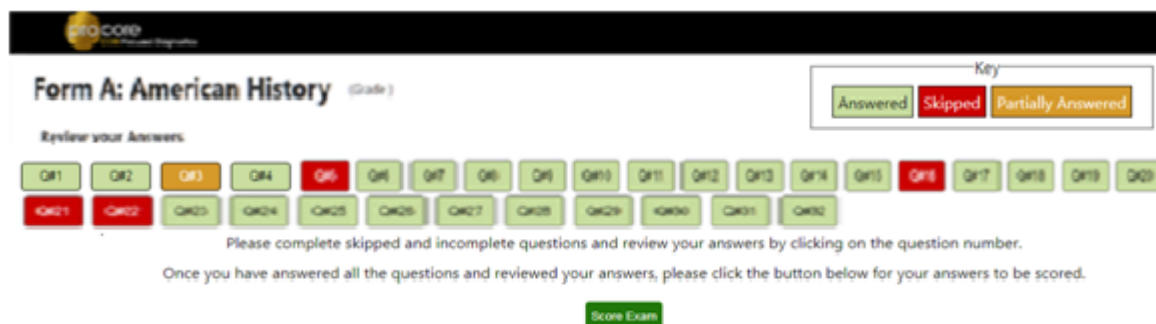 procore
Focused Diagnostics
Form A: American History (Grade )
Key
Answered Skipped Partially Answered
Review your Answers
Q#1 Q#2 Q#3 Q#4 Q#5 Q#6 Q#7 Q#8 Q#9 Q#10 Q#11 Q#12 Q#13 Q#14 Q#15 Q#16 Q#17 Q#18 Q#19 Q#20
Q#21 Q#22 Q#23 Q#24 Q#25 Q#26 Q#27 Q#28 Q#29 Q#30 Q#31 Q#32
Please complete skipped and incomplete questions and review your answers by clicking on the question number.
Once you have answered all the questions and reviewed your answers, please click the button below for your answers to be scored.
Score Exam